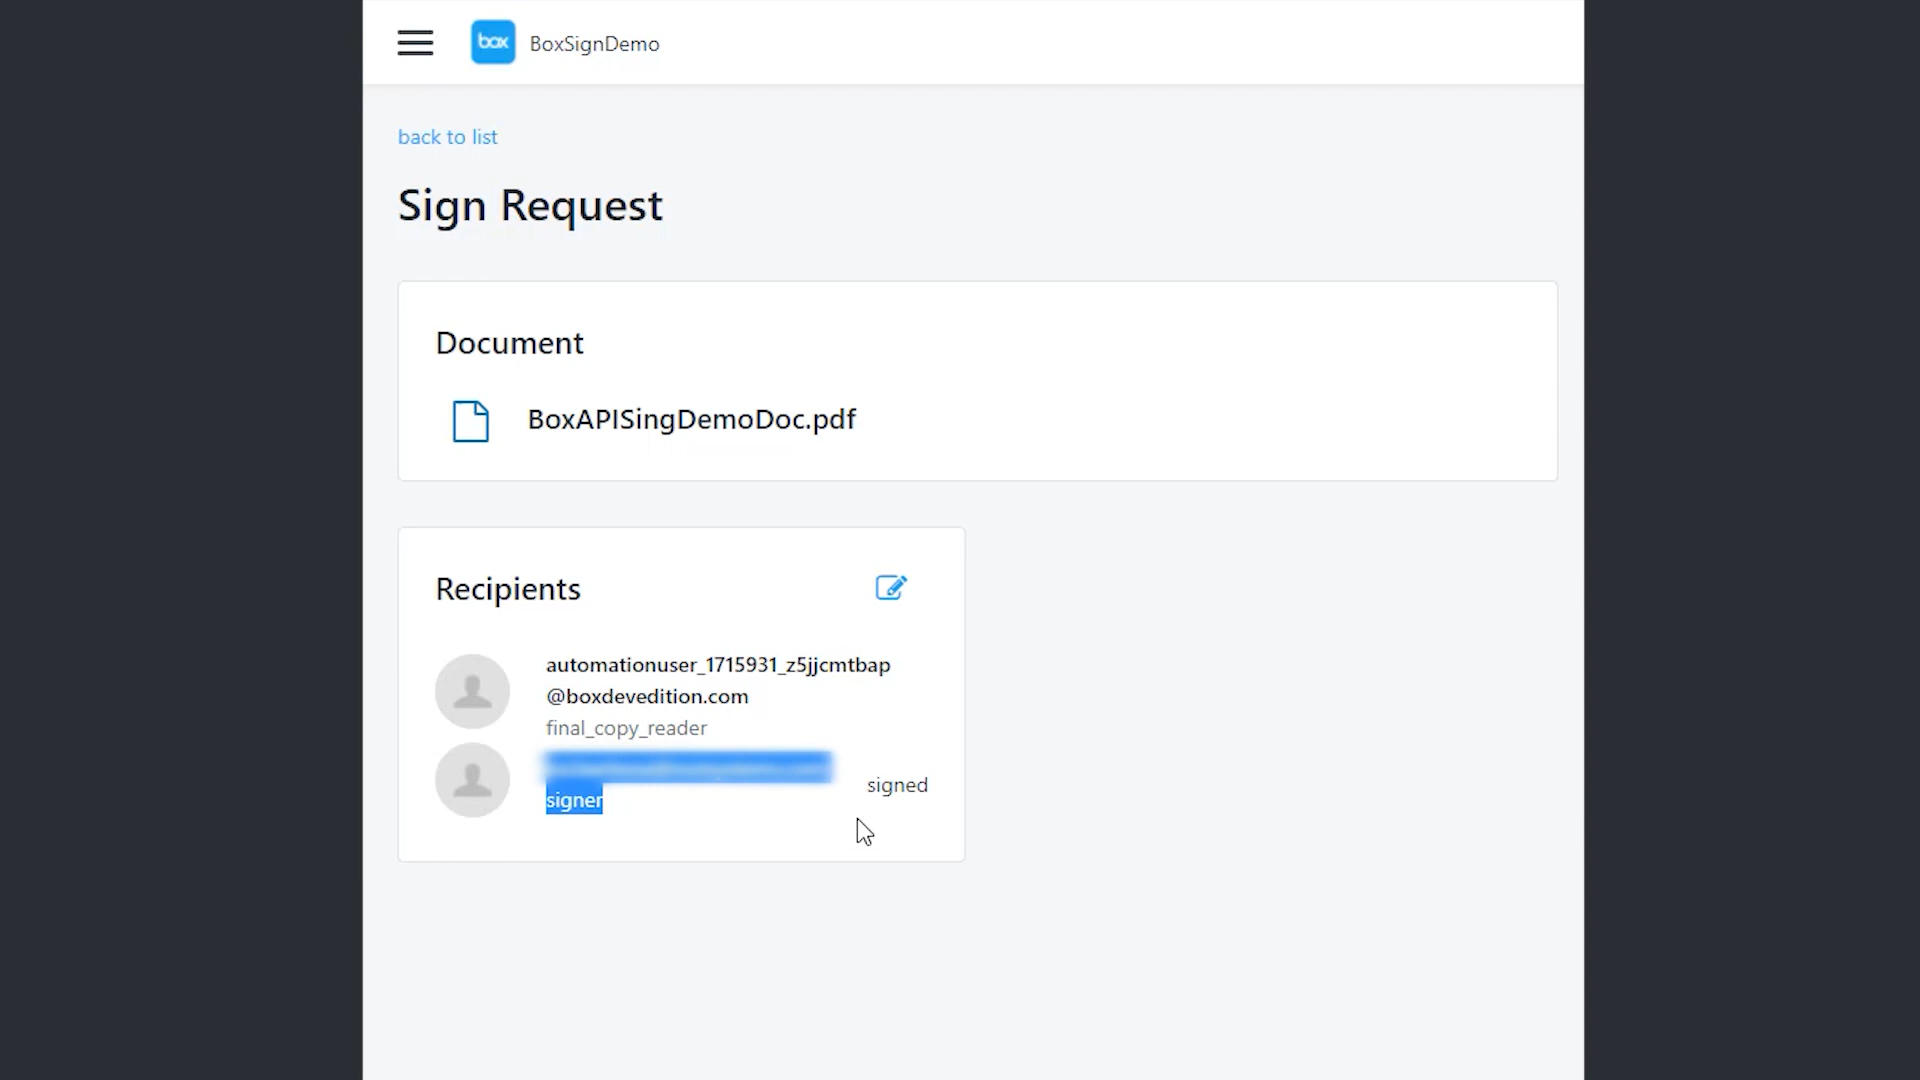 box BoxSignDemo
back to list
Sign Request
Document
BoxAPISingDemoDoc.pdf
Recipients
automationuser_1715931_z5jjcmtbap
@boxdevedition.com
final_copy_reader
signer
signed